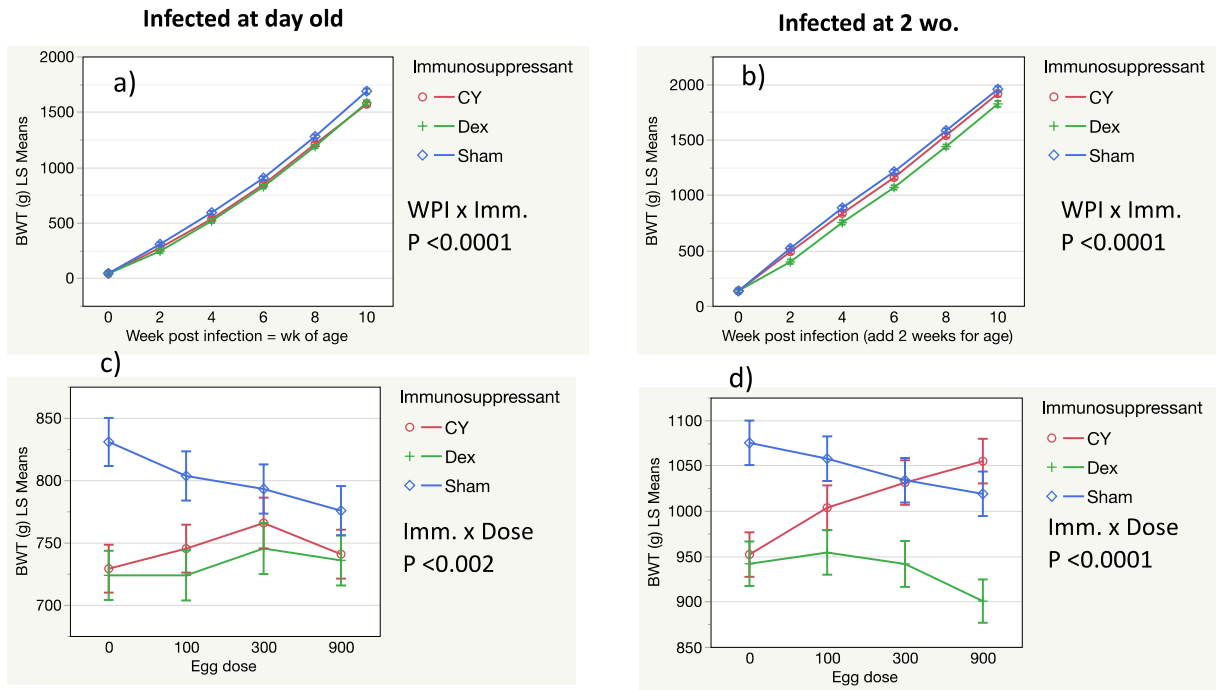 Infected at day old
Infected at 2 wo.
a)
BWT (g) LS Means
2000
1500
1000
500
0
0 2 4 6 8 10
Week post infection = wk of age
Immunosuppressant
CY
Dex
Sham
WPI x Imm.
P <0.0001
b)
BWT (g) LS Means
2000
1500
1000
500
0
0 2 4 6 8 10
Week post infection (add 2 weeks for age)
Immunosuppressant
CY
Dex
Sham
WPI x Imm.
P <0.0001
c)
BWT (g) LS Means
850
800
750
700
0 100 300 900
Egg dose
Immunosuppressant
CY
Dex
Sham
Imm. x Dose
P <0.002
d)
BWT (g) LS Means
1100
1050
1000
950
900
850
0 100 300 900
Egg dose
Immunosuppressant
CY
Dex
Sham
Imm. x Dose
P <0.0001